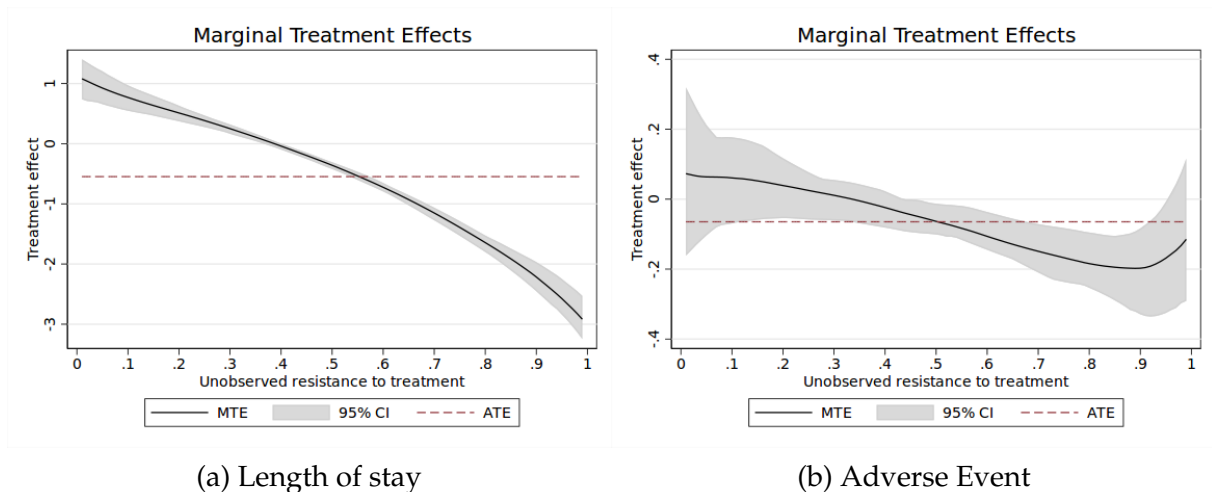 Marginal Treatment Effects
Treatment effect
1
0
-1
-2
-3
0 .1 .2 .3 .4 .5 .6 .7 .8 .9 1
Unobserved resistance to treatment
MTE 95% CI ATE
(a) Length of stay
Marginal Treatment Effects
Treatment effect
.4
.2
0
-.2
-.4
0 .1 .2 .3 .4 .5 .6 .7 .8 .9 1
Unobserved resistance to treatment
MTE 95% CI ATE
(b) Adverse Event